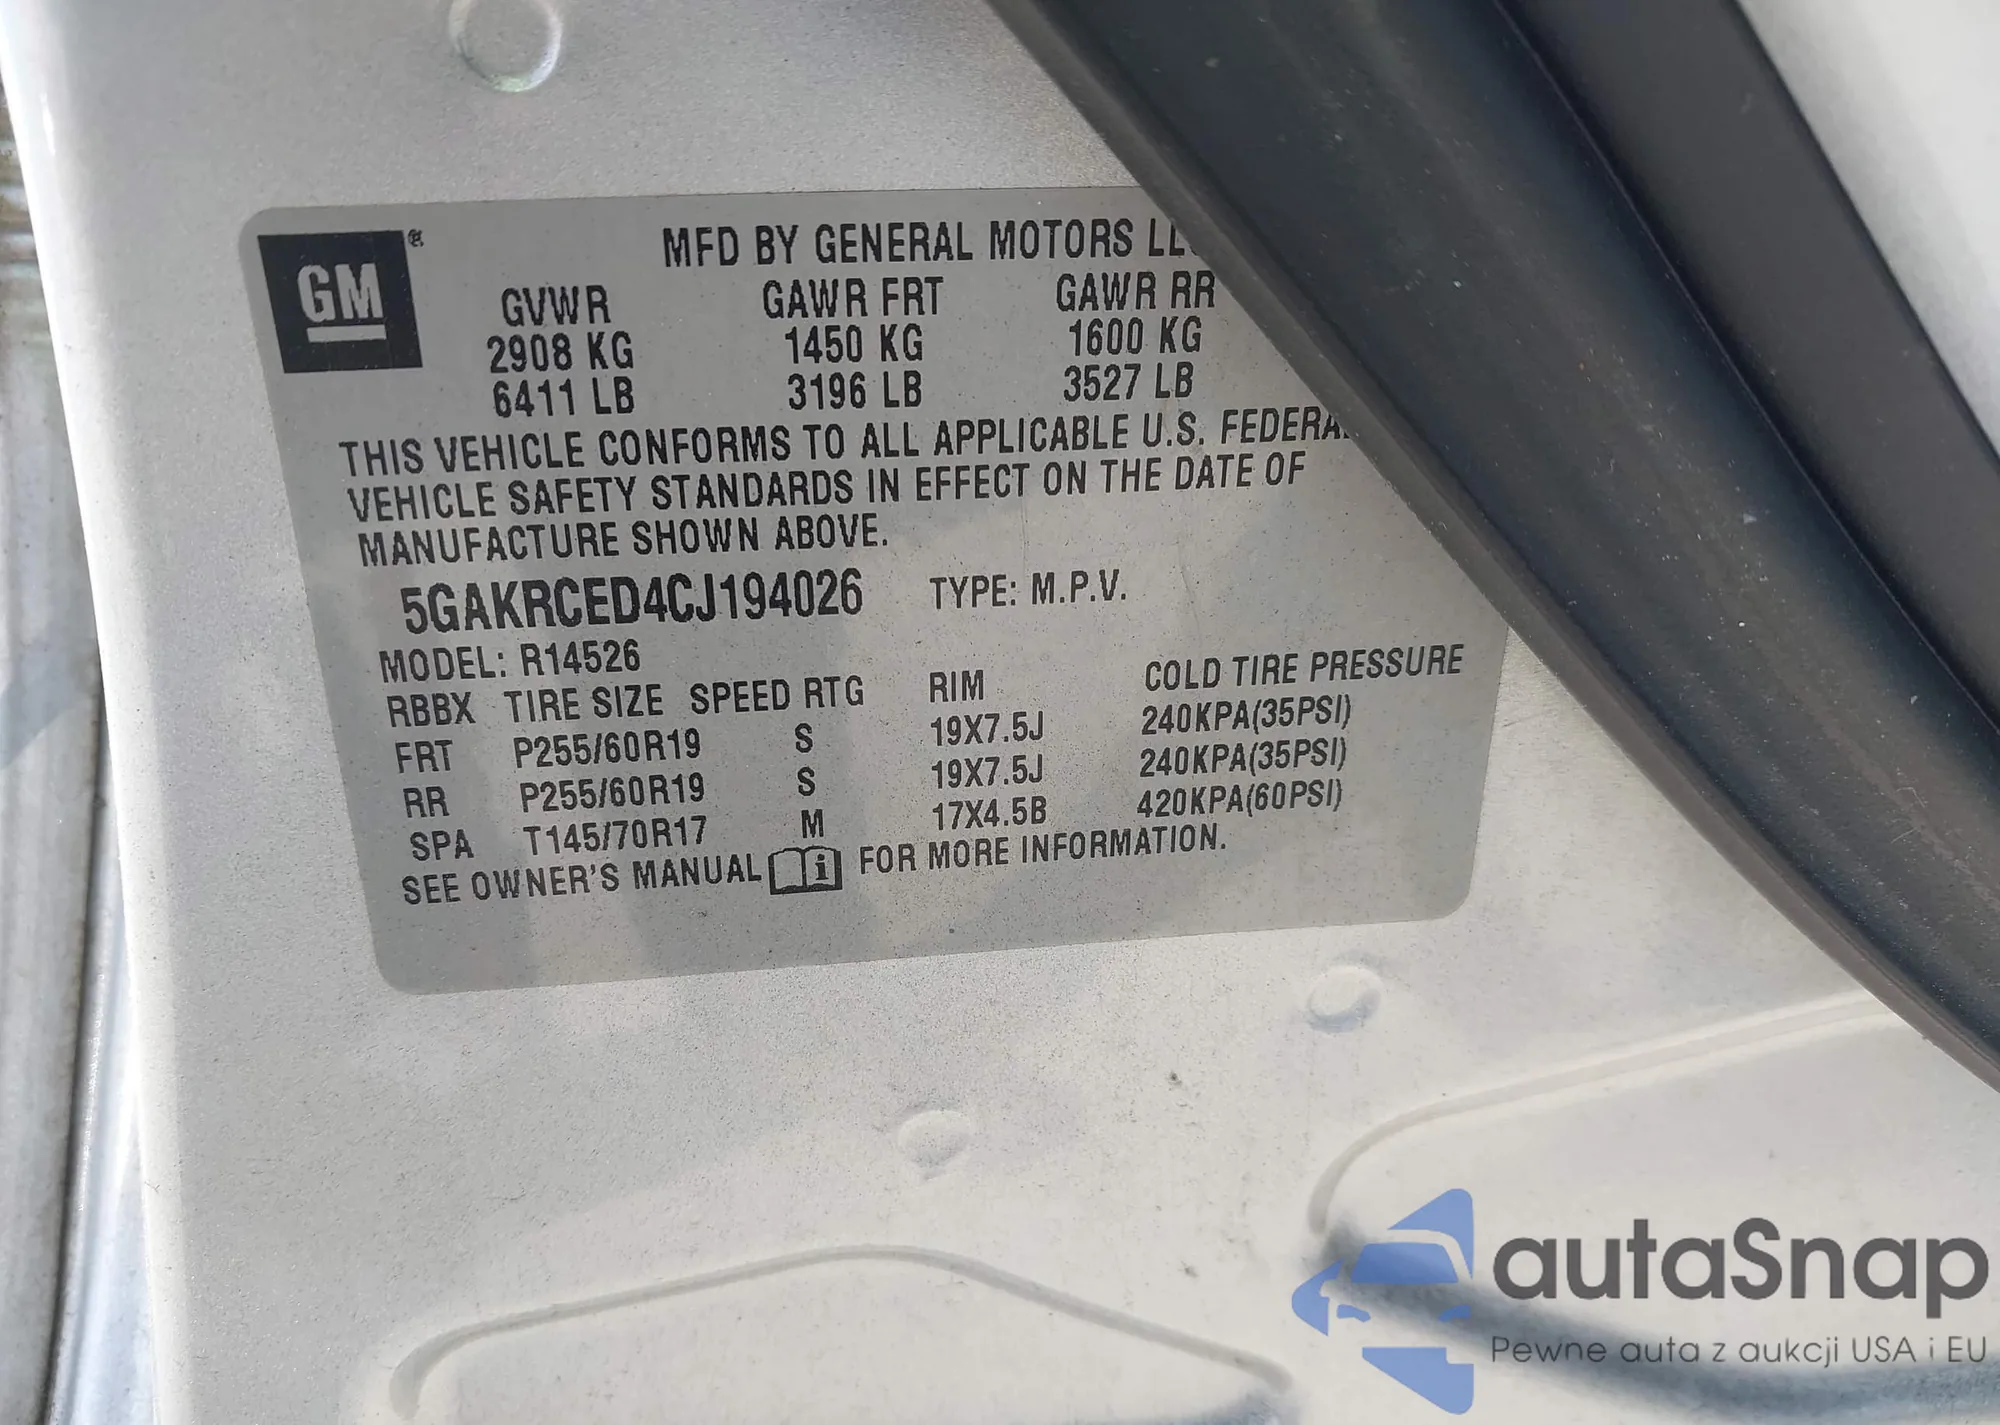 GM ®
MFD BY GENERAL MOTORS
GVWR GAWR FRT GAWR RR
2908 KG 1450 KG 1600 KG
6411 LB 3196 LB 3527 LB
THIS VEHICLE CONFORMS TO ALL APPLICABLE U.S. FEDERA
VEHICLE SAFETY STANDARDS IN EFFECT ON THE DATE OF
MANUFACTURE SHOWN ABOVE.
5GAKRCED4CJ194026 TYPE: M.P.V.
MODEL: R14526
RBBX TIRE SIZE SPEED RTG RIM COLD TIRE PRESSURE
FRT P255/60R19 S 19X7.5J 240KPA(35PSI)
RR P255/60R19 S 19X7.5J 240KPA(35PSI)
SPA T145/70R17 M 17X4.5B 420KPA(60PSI)
SEE OWNER'S MANUAL FOR MORE INFORMATION.
autaSnap
Pewne auta z aukcji USA i EU